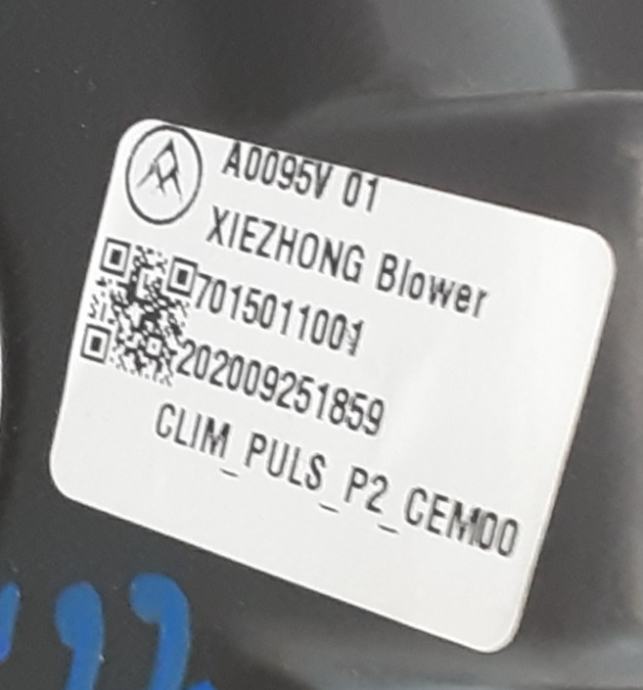 A0095V 01
XIEZHONG Blower
7015011001
202009251859
CLIM_PULS_P2_CEM00